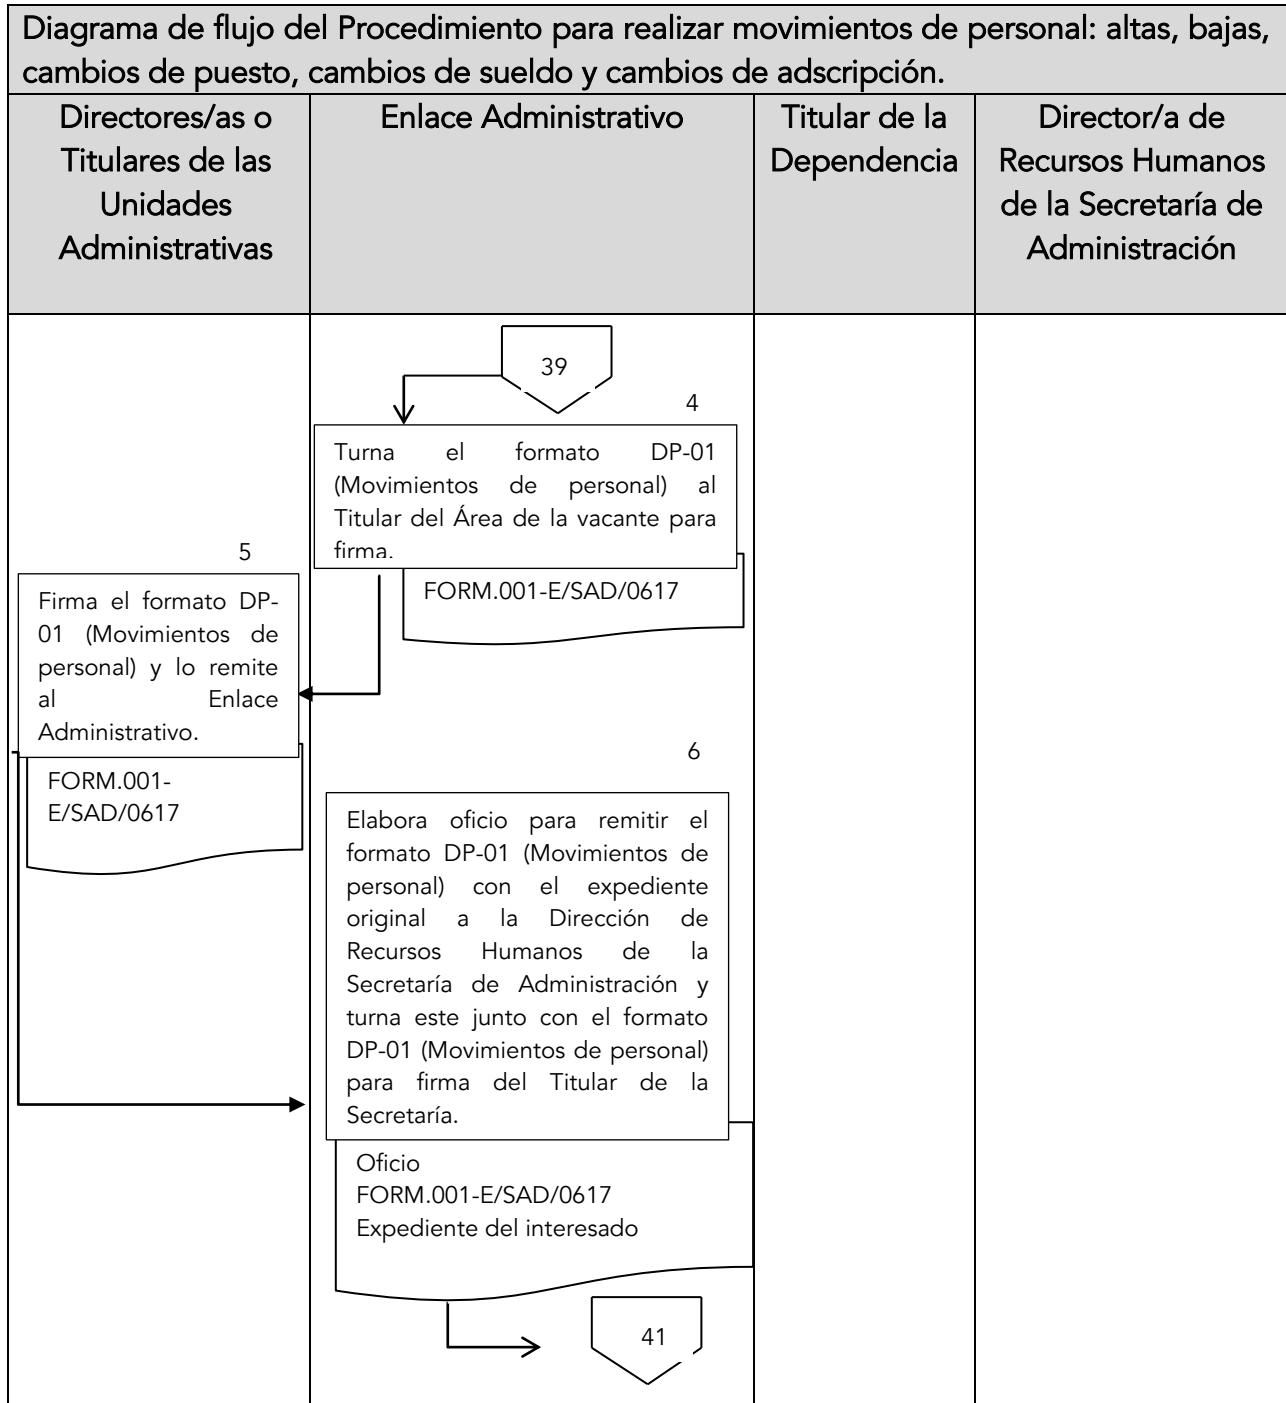 Diagrama de flujo del Procedimiento para realizar movimientos de personal: altas, bajas,
cambios de puesto, cambios de sueldo y cambios de adscripción.
Directores/as o
Titulares de las
Unidades
Administrativas
Enlace Administrativo
Titular de la
Dependencia
Director/a de
Recursos Humanos
de la Secretaría de
Administración
39
4
Turna el formato DP-01
(Movimientos de personal) al
Titular del Área de la vacante para
firma.
FORM.001-E/SAD/0617
5
Firma el formato DP-
01 (Movimientos de
personal) y lo remite
al Enlace
Administrativo.
FORM.001-
E/SAD/0617
6
Elabora oficio para remitir el
formato DP-01 (Movimientos de
personal) con el expediente
original a la Dirección de
Recursos Humanos de la
Secretaría de Administración y
turna este junto con el formato
DP-01 (Movimientos de personal)
para firma del Titular de la
Secretaría.
Oficio
FORM.001-E/SAD/0617
Expediente del interesado
41